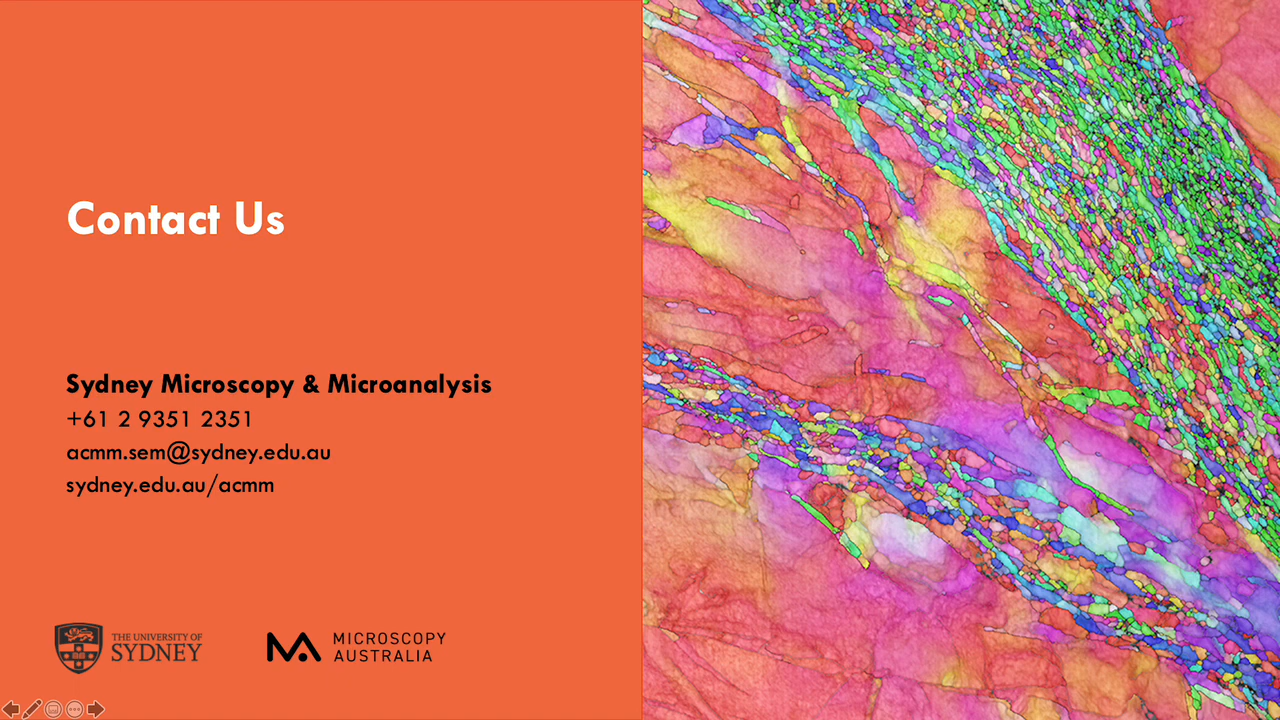 Contact Us
Sydney Microscopy & Microanalysis
+61 2 9351 2351
acmm.sem@sydney.edu.au
sydney.edu.au/acmm
THE UNIVERSITY OF
SYDNEY
MICROSCOPY
AUSTRALIA